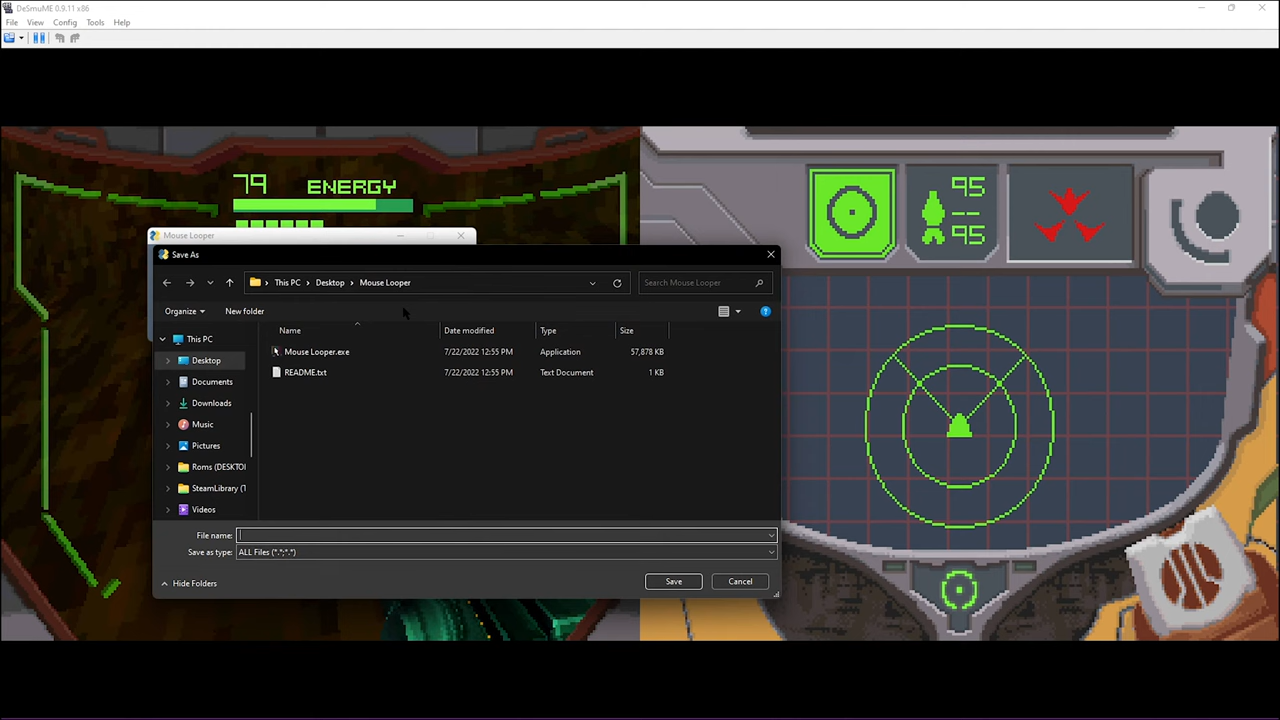 DeSmuME 0.9.11 x86
File View Config Tools Help
79 ENERGY
95
--
95
Mouse Looper
Save As
This PC › Desktop › Mouse Looper
Search Mouse Looper
Organize New folder
Name Date modified Type Size
This PC
Desktop
Documents
Downloads
Music
Pictures
Roms (DESKTO
SteamLibrary (T
Videos
Mouse Looper.exe 7/22/2022 12:55 PM Application 57,878 KB
README.txt 7/22/2022 12:55 PM Text Document 1 KB
File name:
Save as type: ALL Files (*.*;*.*)
Hide Folders Save Cancel